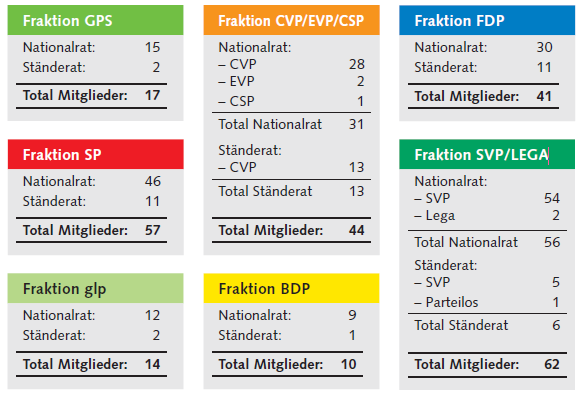 Fraktion GPS
Nationalrat: 15
Ständerat: 2
Total Mitglieder: 17
Fraktion SP
Nationalrat: 46
Ständerat: 11
Total Mitglieder: 57
Fraktion glp
Nationalrat: 12
Ständerat: 2
Total Mitglieder: 14
Fraktion CVP/EVP/CSP
Nationalrat:
– CVP 28
– EVP 2
– CSP 1
Total Nationalrat 31
Ständerat:
– CVP 13
Total Ständerat 13
Total Mitglieder: 44
Fraktion BDP
Nationalrat: 9
Ständerat: 1
Total Mitglieder: 10
Fraktion FDP
Nationalrat: 30
Ständerat: 11
Total Mitglieder: 41
Fraktion SVP/LEGA
Nationalrat:
– SVP 54
– Lega 2
Total Nationalrat 56
Ständerat:
– SVP 5
– Parteilos 1
Total Ständerat 6
Total Mitglieder: 62